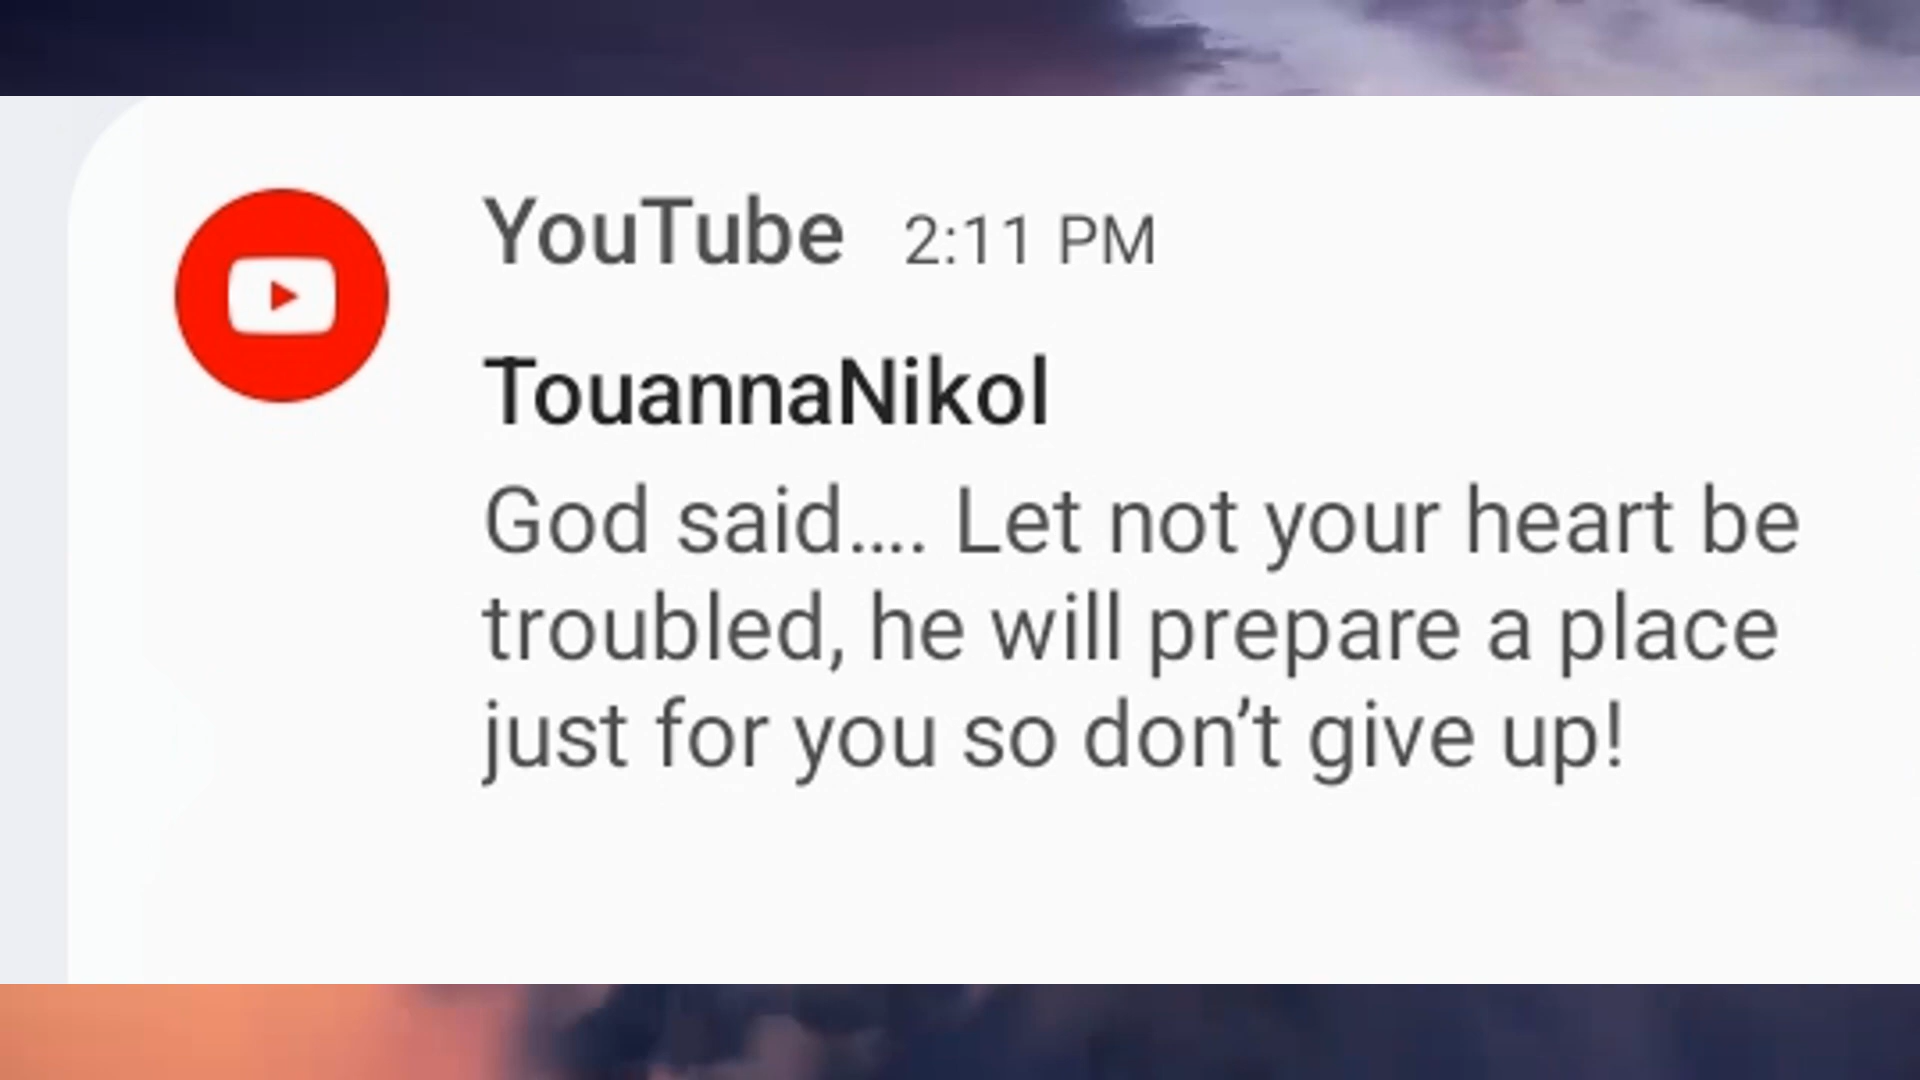 YouTube 2:11 PM
TouannaNikol
God said.... Let not your heart be
troubled, he will prepare a place
just for you so don’t give up!